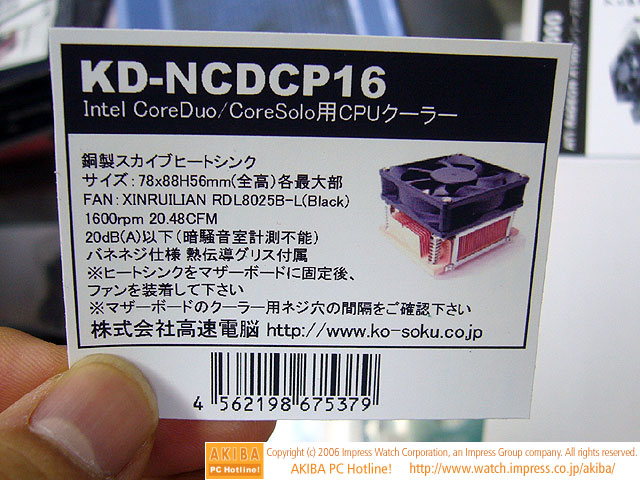 KD-NCDCP16
Intel CoreDuo/CoreSolo用CPUクーラー
銅製スカイブヒートシンク
サイズ：78x88H56mm(全高)各最大部
FAN：XINRUILIAN RDL8025B-L(Black)
1600rpm 20.48CFM
20dB(A)以下(暗騒音室計測不能)
バネネジ仕様 熱伝導グリス付属
※ヒートシンクをマザーボードに固定後、
ファンを装着して下さい
※マザーボードのクーラー用ネジ穴の間隔をご確認下さい
株式会社高速電脳 http://www.ko-soku.co.jp
4 562198 675379
AKIBA PC Hotline!
Copyright (c) 2006 Impress Watch Corporation, an Impress Group company. All rights reserved.
AKIBA PC Hotline! http://www.watch.impress.co.jp/akiba/